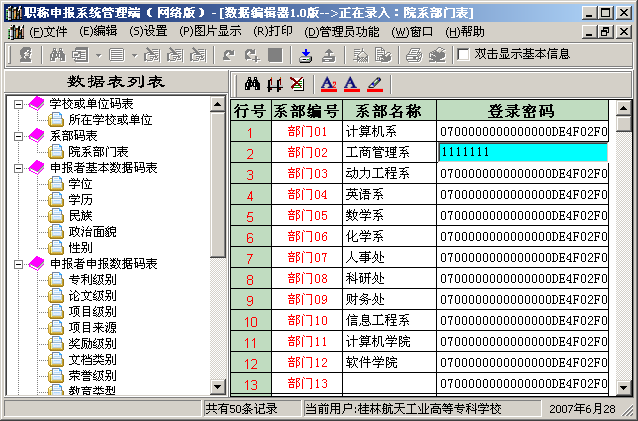 职称申报系统管理端（网络版） - [数据编辑器1.0版-->正在录入：院系部门表]
(F)文件 (E)编辑 (S)设置 (P)图片显示 (R)打印 (D)管理员功能 (W)窗口 (H)帮助
双击显示基本信息
数据表列表
学校或单位码表
所在学校或单位
系部码表
院系部门表
申报者基本数据码表
学位
学历
民族
政治面貌
性别
申报者申报数据码表
专利级别
论文级别
项目级别
项目来源
奖励级别
文档类别
荣誉级别
教育类型
行号 系部编号 系部名称 登录密码
1 部门01 计算机系 0700000000000000DE4F02F0
2 部门02 工商管理系 1111111
3 部门03 动力工程系 0700000000000000DE4F02F0
4 部门04 英语系 0700000000000000DE4F02F0
5 部门05 数学系 0700000000000000DE4F02F0
6 部门06 化学系 0700000000000000DE4F02F0
7 部门07 人事处 0700000000000000DE4F02F0
8 部门08 科研处 0700000000000000DE4F02F0
9 部门09 财务处 0700000000000000DE4F02F0
10 部门10 信息工程系 0700000000000000DE4F02F0
11 部门11 计算机学院 0700000000000000DE4F02F0
12 部门12 软件学院 0700000000000000DE4F02F0
13 部门13 0700000000000000DE4F02F0
共有50条记录 当前用户:桂林航天工业高等专科学校 2007年6月28